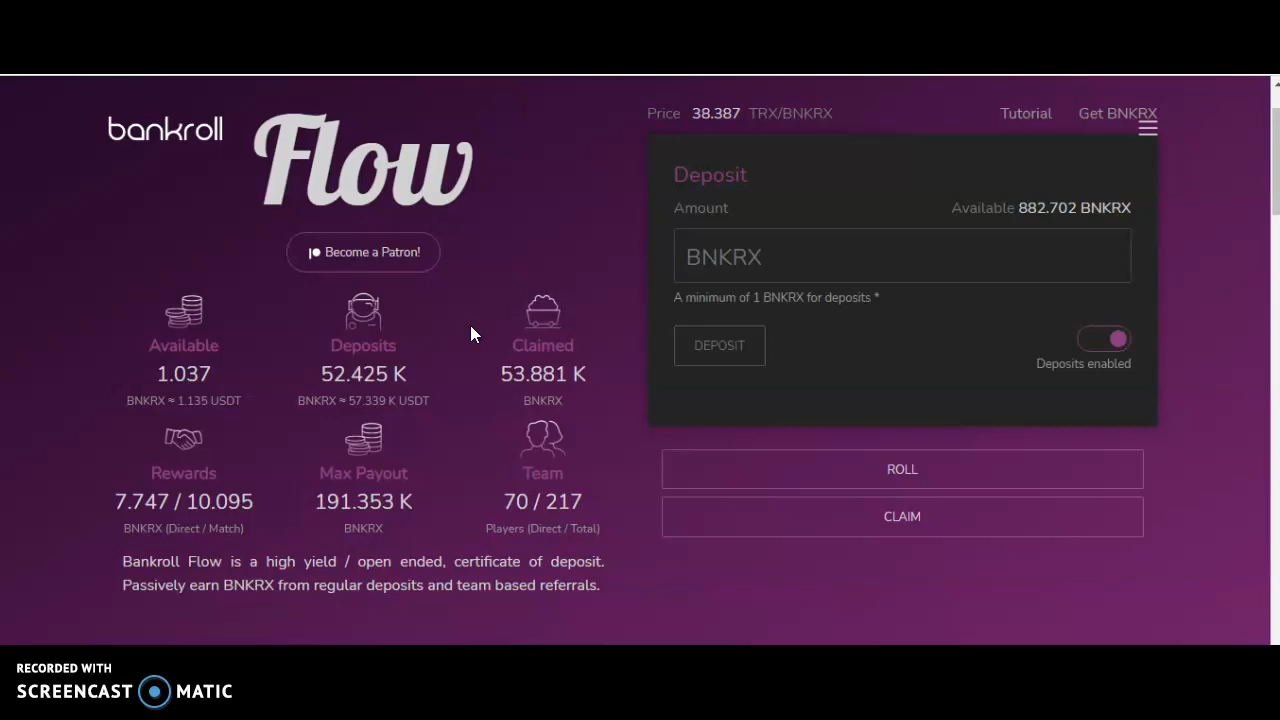 bankroll Flow
Become a Patron!
Available
1.037
BNKRX ≈ 1.135 USDT
Deposits
52.425 K
BNKRX ≈ 57.339 K USDT
Claimed
53.881 K
BNKRX
Rewards
7.747 / 10.095
BNKRX (Direct / Match)
Max Payout
191.353 K
BNKRX
Team
70 / 217
Players (Direct / Total)
Bankroll Flow is a high yield / open ended, certificate of deposit.
Passively earn BNKRX from regular deposits and team based referrals.
Price 38.387 TRX/BNKRX
Tutorial Get BNKRX
Deposit
Amount Available 882.702 BNKRX
BNKRX
A minimum of 1 BNKRX for deposits *
DEPOSIT
Deposits enabled
ROLL
CLAIM
RECORDED WITH
SCREENCAST MATIC